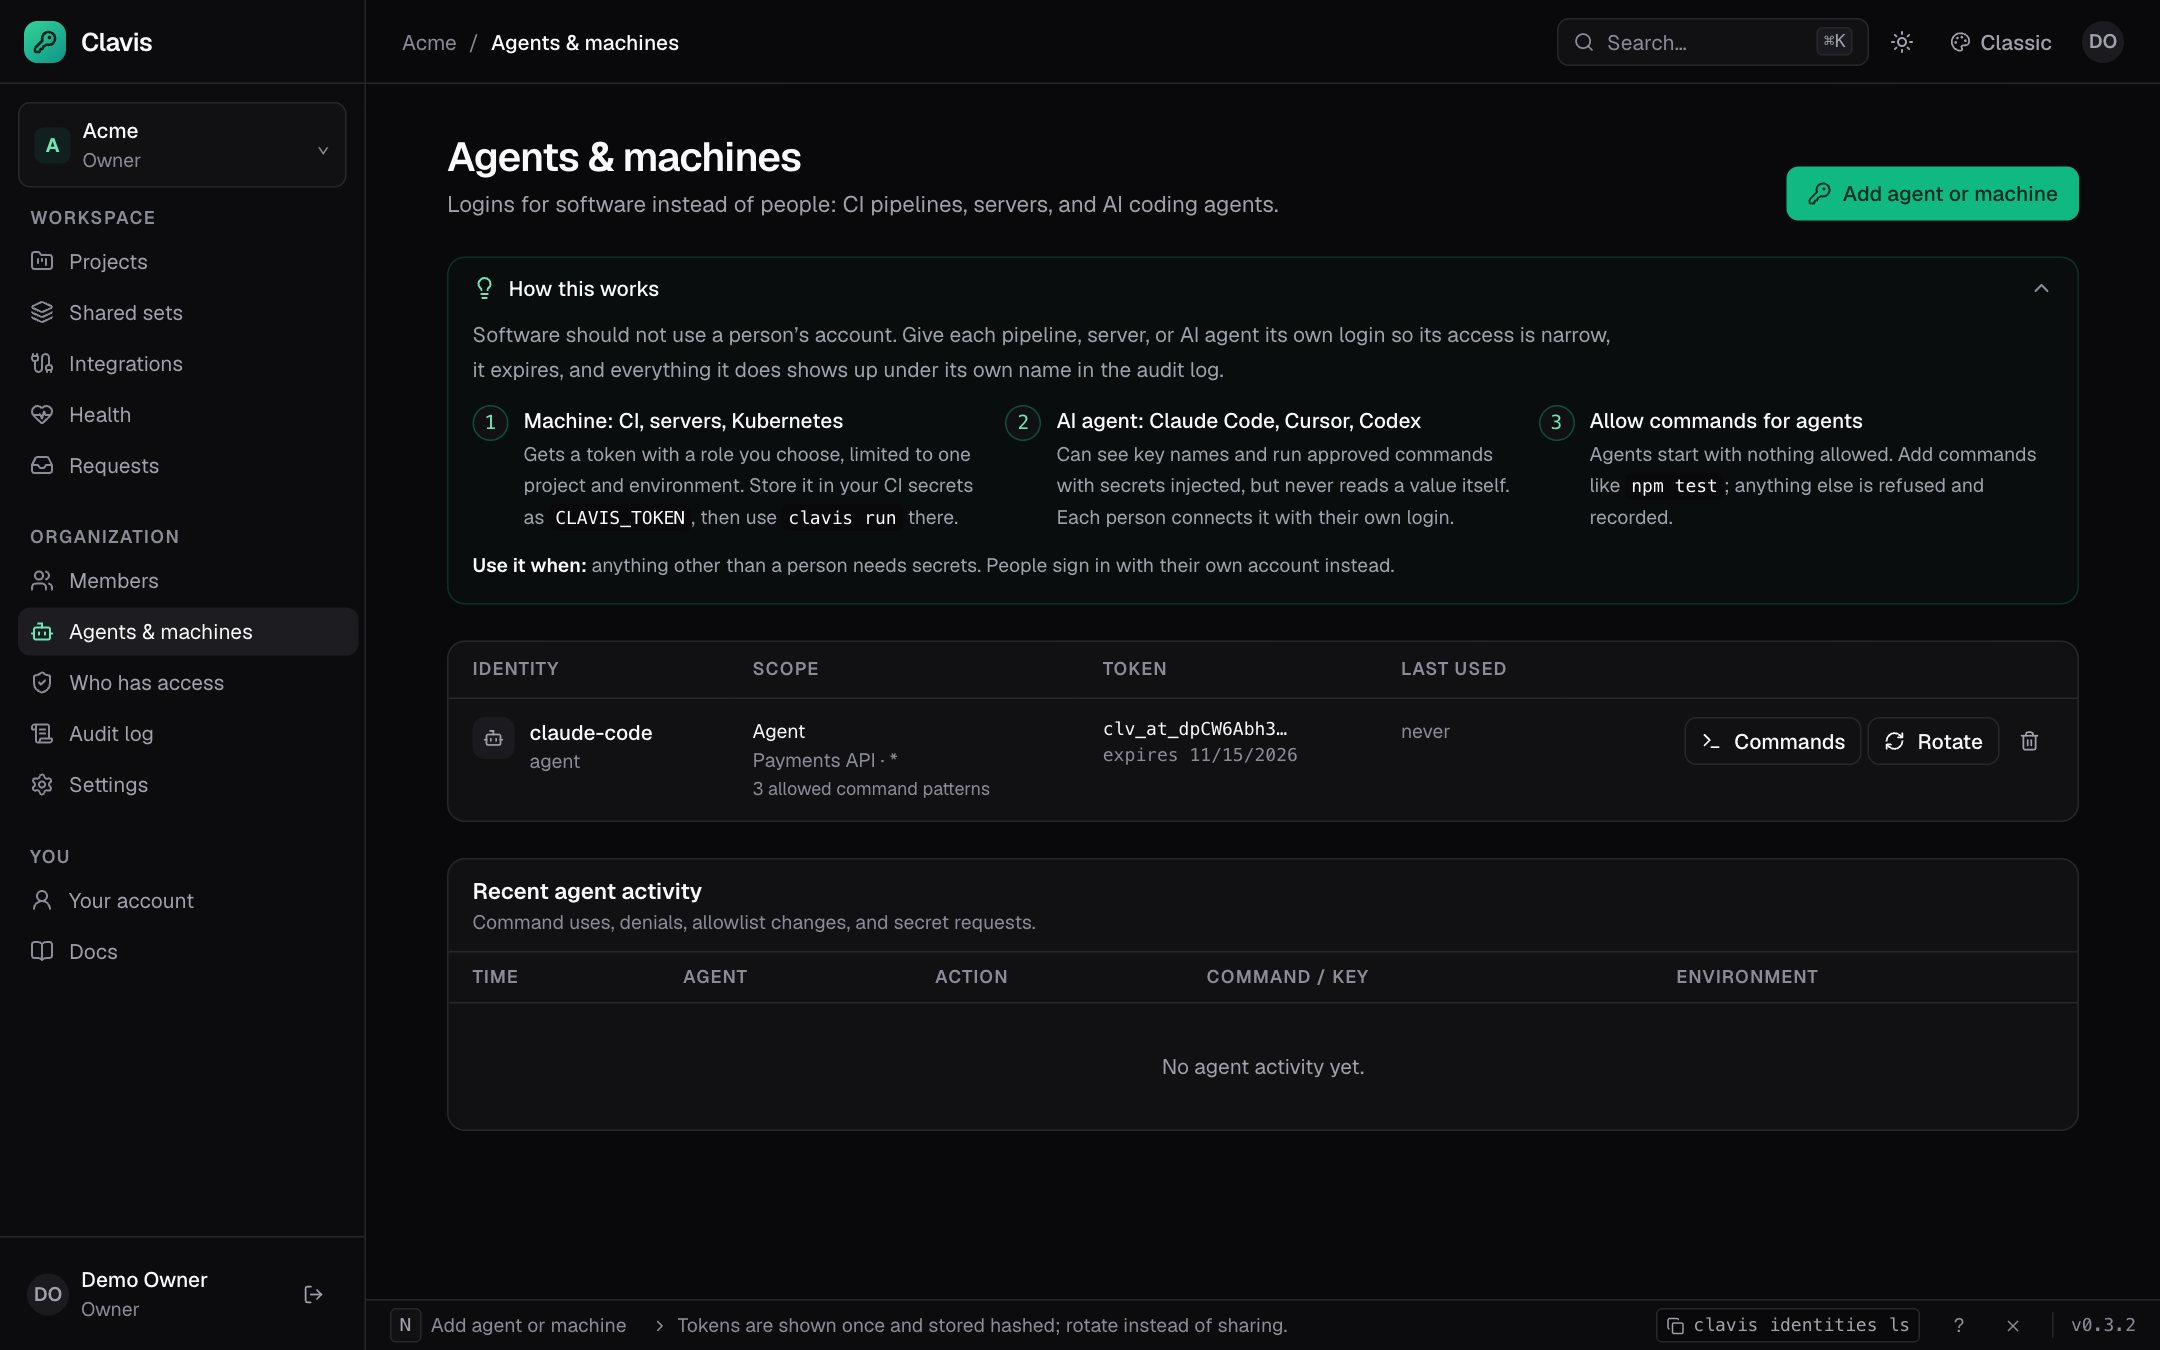 Clavis
Acme / Agents & machines
Search...
⌘K
Classic
DO
A
Acme
Owner
WORKSPACE
Projects
Shared sets
Integrations
Health
Requests
ORGANIZATION
Members
Agents & machines
Who has access
Audit log
Settings
YOU
Your account
Docs
DO
Demo Owner
Owner
Agents & machines
Logins for software instead of people: CI pipelines, servers, and AI coding agents.
Add agent or machine
How this works
Software should not use a person’s account. Give each pipeline, server, or AI agent its own login so its access is narrow,
it expires, and everything it does shows up under its own name in the audit log.
1
Machine: CI, servers, Kubernetes
Gets a token with a role you choose, limited to one
project and environment. Store it in your CI secrets
as CLAVIS_TOKEN, then use clavis run there.
2
AI agent: Claude Code, Cursor, Codex
Can see key names and run approved commands
with secrets injected, but never reads a value itself.
Each person connects it with their own login.
3
Allow commands for agents
Agents start with nothing allowed. Add commands
like npm test; anything else is refused and
recorded.
Use it when: anything other than a person needs secrets. People sign in with their own account instead.
IDENTITY SCOPE TOKEN LAST USED
claude-code
agent
Agent
Payments API · *
3 allowed command patterns
clv_at_dpCW6Abh3…
expires 11/15/2026
never
Commands
Rotate
Recent agent activity
Command uses, denials, allowlist changes, and secret requests.
TIME AGENT ACTION COMMAND / KEY ENVIRONMENT
No agent activity yet.
N Add agent or machine > Tokens are shown once and stored hashed; rotate instead of sharing.
clavis identities ls
?
v0.3.2